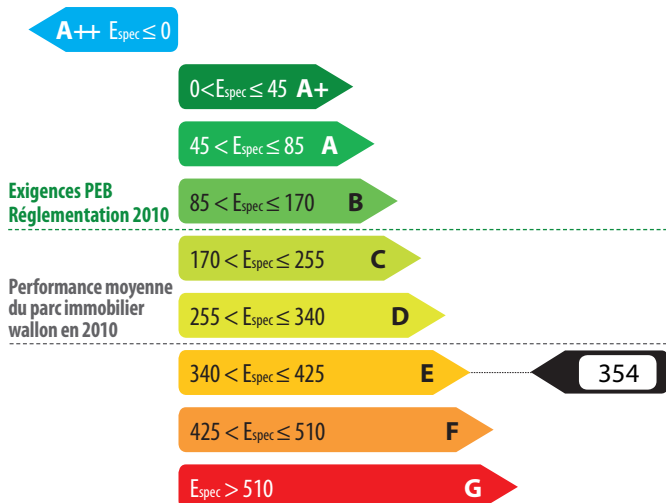 A++ Espec ≤ 0
0<Espec ≤ 45 A+
45 < Espec ≤ 85 A
Exigences PEB
Réglementation 2010
85 < Espec ≤ 170 B
170 < Espec ≤ 255 C
Performance moyenne
du parc immobilier
wallon en 2010
255 < Espec ≤ 340 D
340 < Espec ≤ 425 E
354
425 < Espec ≤ 510 F
Espec > 510 G